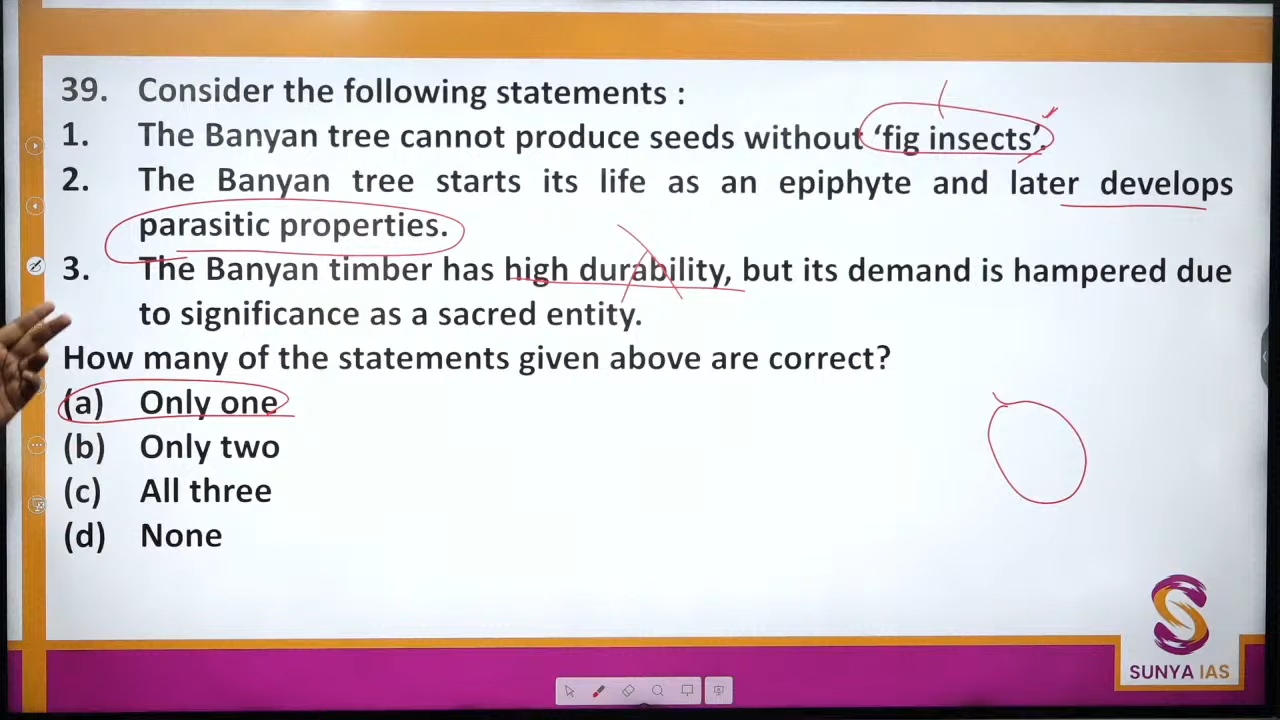 39. Consider the following statements :
1. The Banyan tree cannot produce seeds without ‘fig insects’.
2. The Banyan tree starts its life as an epiphyte and later develops
parasitic properties.
3. The Banyan timber has high durability, but its demand is hampered due
to significance as a sacred entity.
How many of the statements given above are correct?
(a) Only one
(b) Only two
(c) All three
(d) None
SUNYA IAS